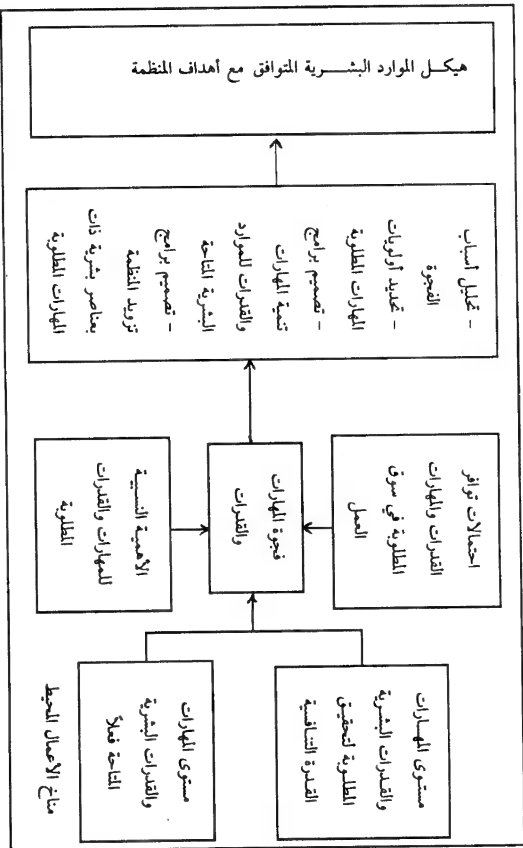 مستوى المهارات
والقدرات البشرية
المطلوبة لتحقيق
القدرة التنافسية
مستوى المهارات
والقدرات البشرية
المتاحة فعلاً
مناخ الأعمال المحيط
احتمالات توافر
القدرات والمهارات
المطلوبة فى سوق
العمل
فجوة المهارات
والقدرات
الأهمية النسبية
للمهارات والقدرات
المطلوبة
- تحليل أسباب
الفجوة
- تحديد أولويات
المهارات المطلوبة
- تصميم برامج
تنمية المهارات
والقدرات للموارد
البشرية المتاحة
- تصميم برامج
تزويد المنظمة
بعناصر بشرية ذات
المهارات المطلوبة
هيكل الموارد البشرية المتوافق مع أهداف المنظمة